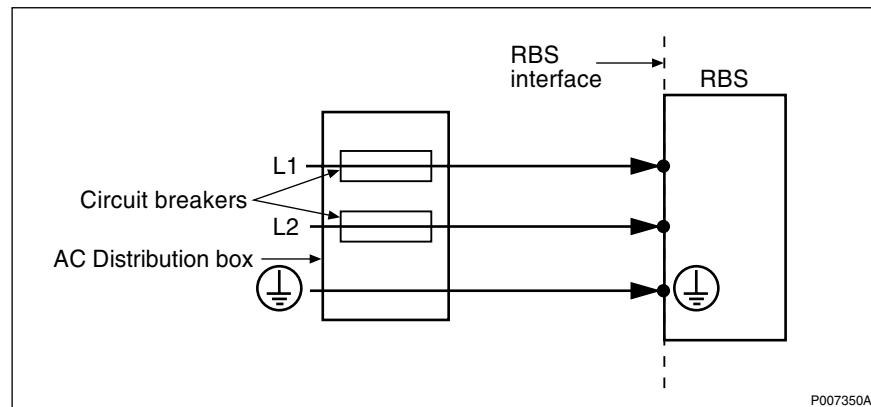 RBS
interface
RBS
L1
Circuit breakers
L2
AC Distribution box
P007350A